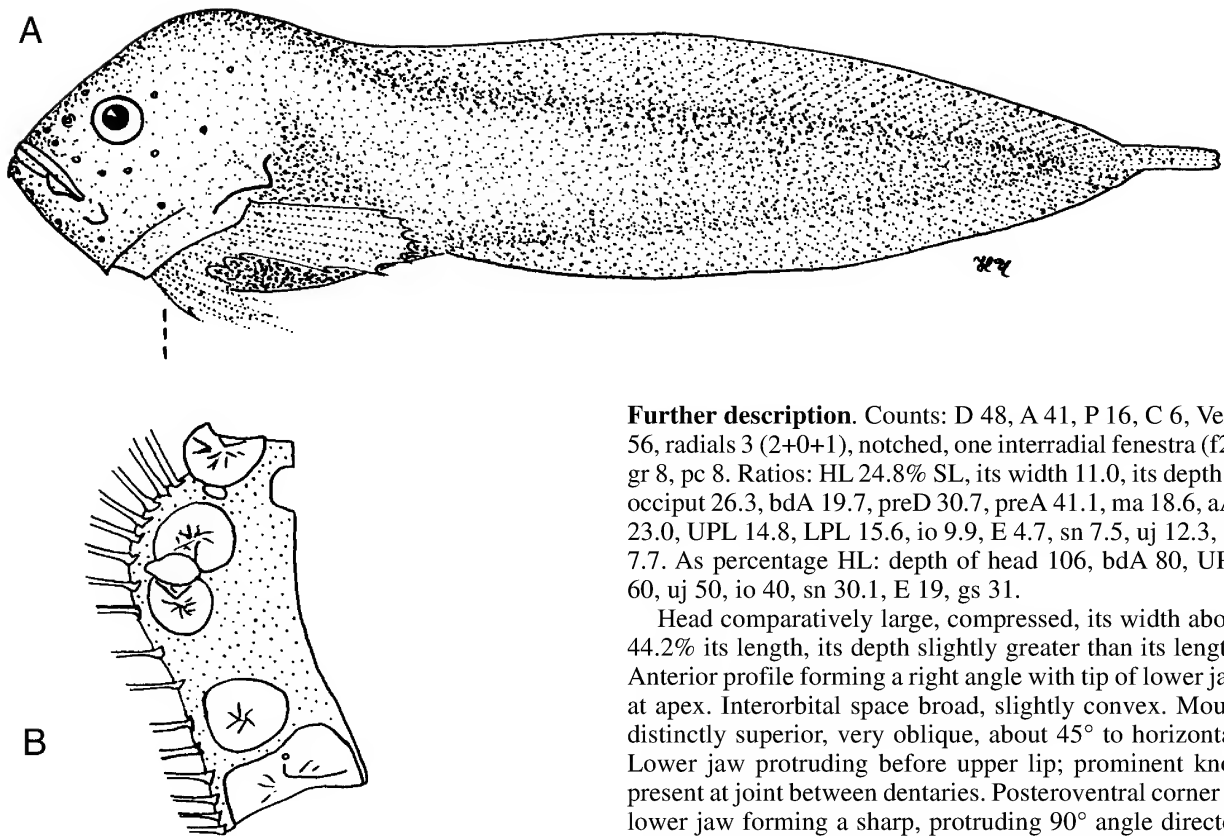 A
B
Further description. Counts: D 48, A 41, P 16, C 6, Ve
56, radials 3 (2+0+1), notched, one interradial fenestra (f2
gr 8, pc 8. Ratios: HL 24.8% SL, its width 11.0, its depth
occiput 26.3, bdA 19.7, preD 30.7, preA 41.1, ma 18.6, aA
23.0, UPL 14.8, LPL 15.6, io 9.9, E 4.7, sn 7.5, uj 12.3,
7.7. As percentage HL: depth of head 106, bdA 80, UP
60, uj 50, io 40, sn 30.1, E 19, gs 31.
Head comparatively large, compressed, its width abo
44.2% its length, its depth slightly greater than its lengt
Anterior profile forming a right angle with tip of lower ja
at apex. Interorbital space broad, slightly convex. Mou
distinctly superior, very oblique, about 45° to horizonta
Lower jaw protruding before upper lip; prominent kno
present at joint between dentaries. Posteroventral corner
lower jaw forming a sharp, protruding 90° angle directe